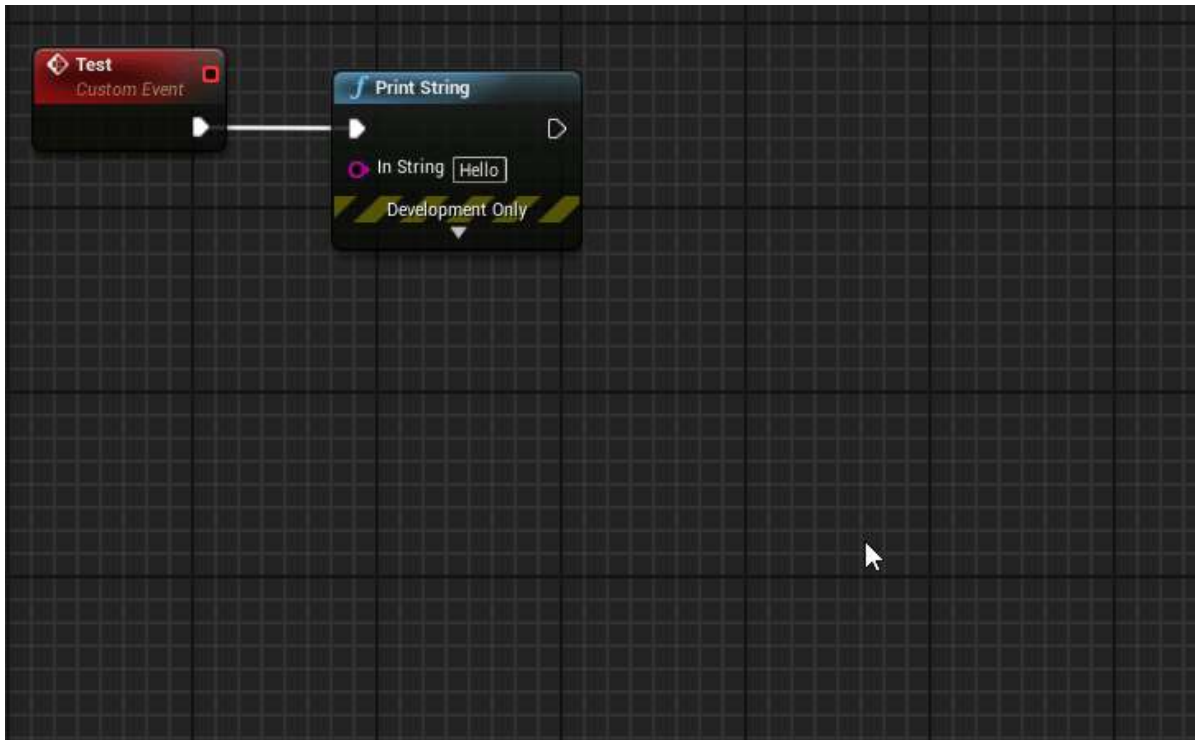 Test
Custom Event
Print String
In String Hello
Development Only